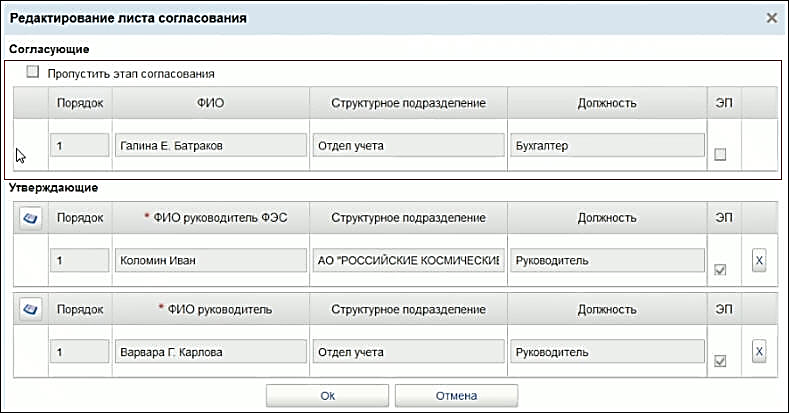 Редактирование листа согласования
Согласующие
Пропустить этап согласования
Порядок ФИО Структурное подразделение Должность ЭП
1 Галина Е. Батраков Отдел учета Бухгалтер
Утверждающие
Порядок * ФИО руководитель ФЭС Структурное подразделение Должность ЭП
1 Коломин Иван АО "РОССИЙСКИЕ КОСМИЧЕСКИЕ Руководитель X
Порядок * ФИО руководитель Структурное подразделение Должность ЭП
1 Варвара Г. Карлова Отдел учета Руководитель X
Ок Отмена